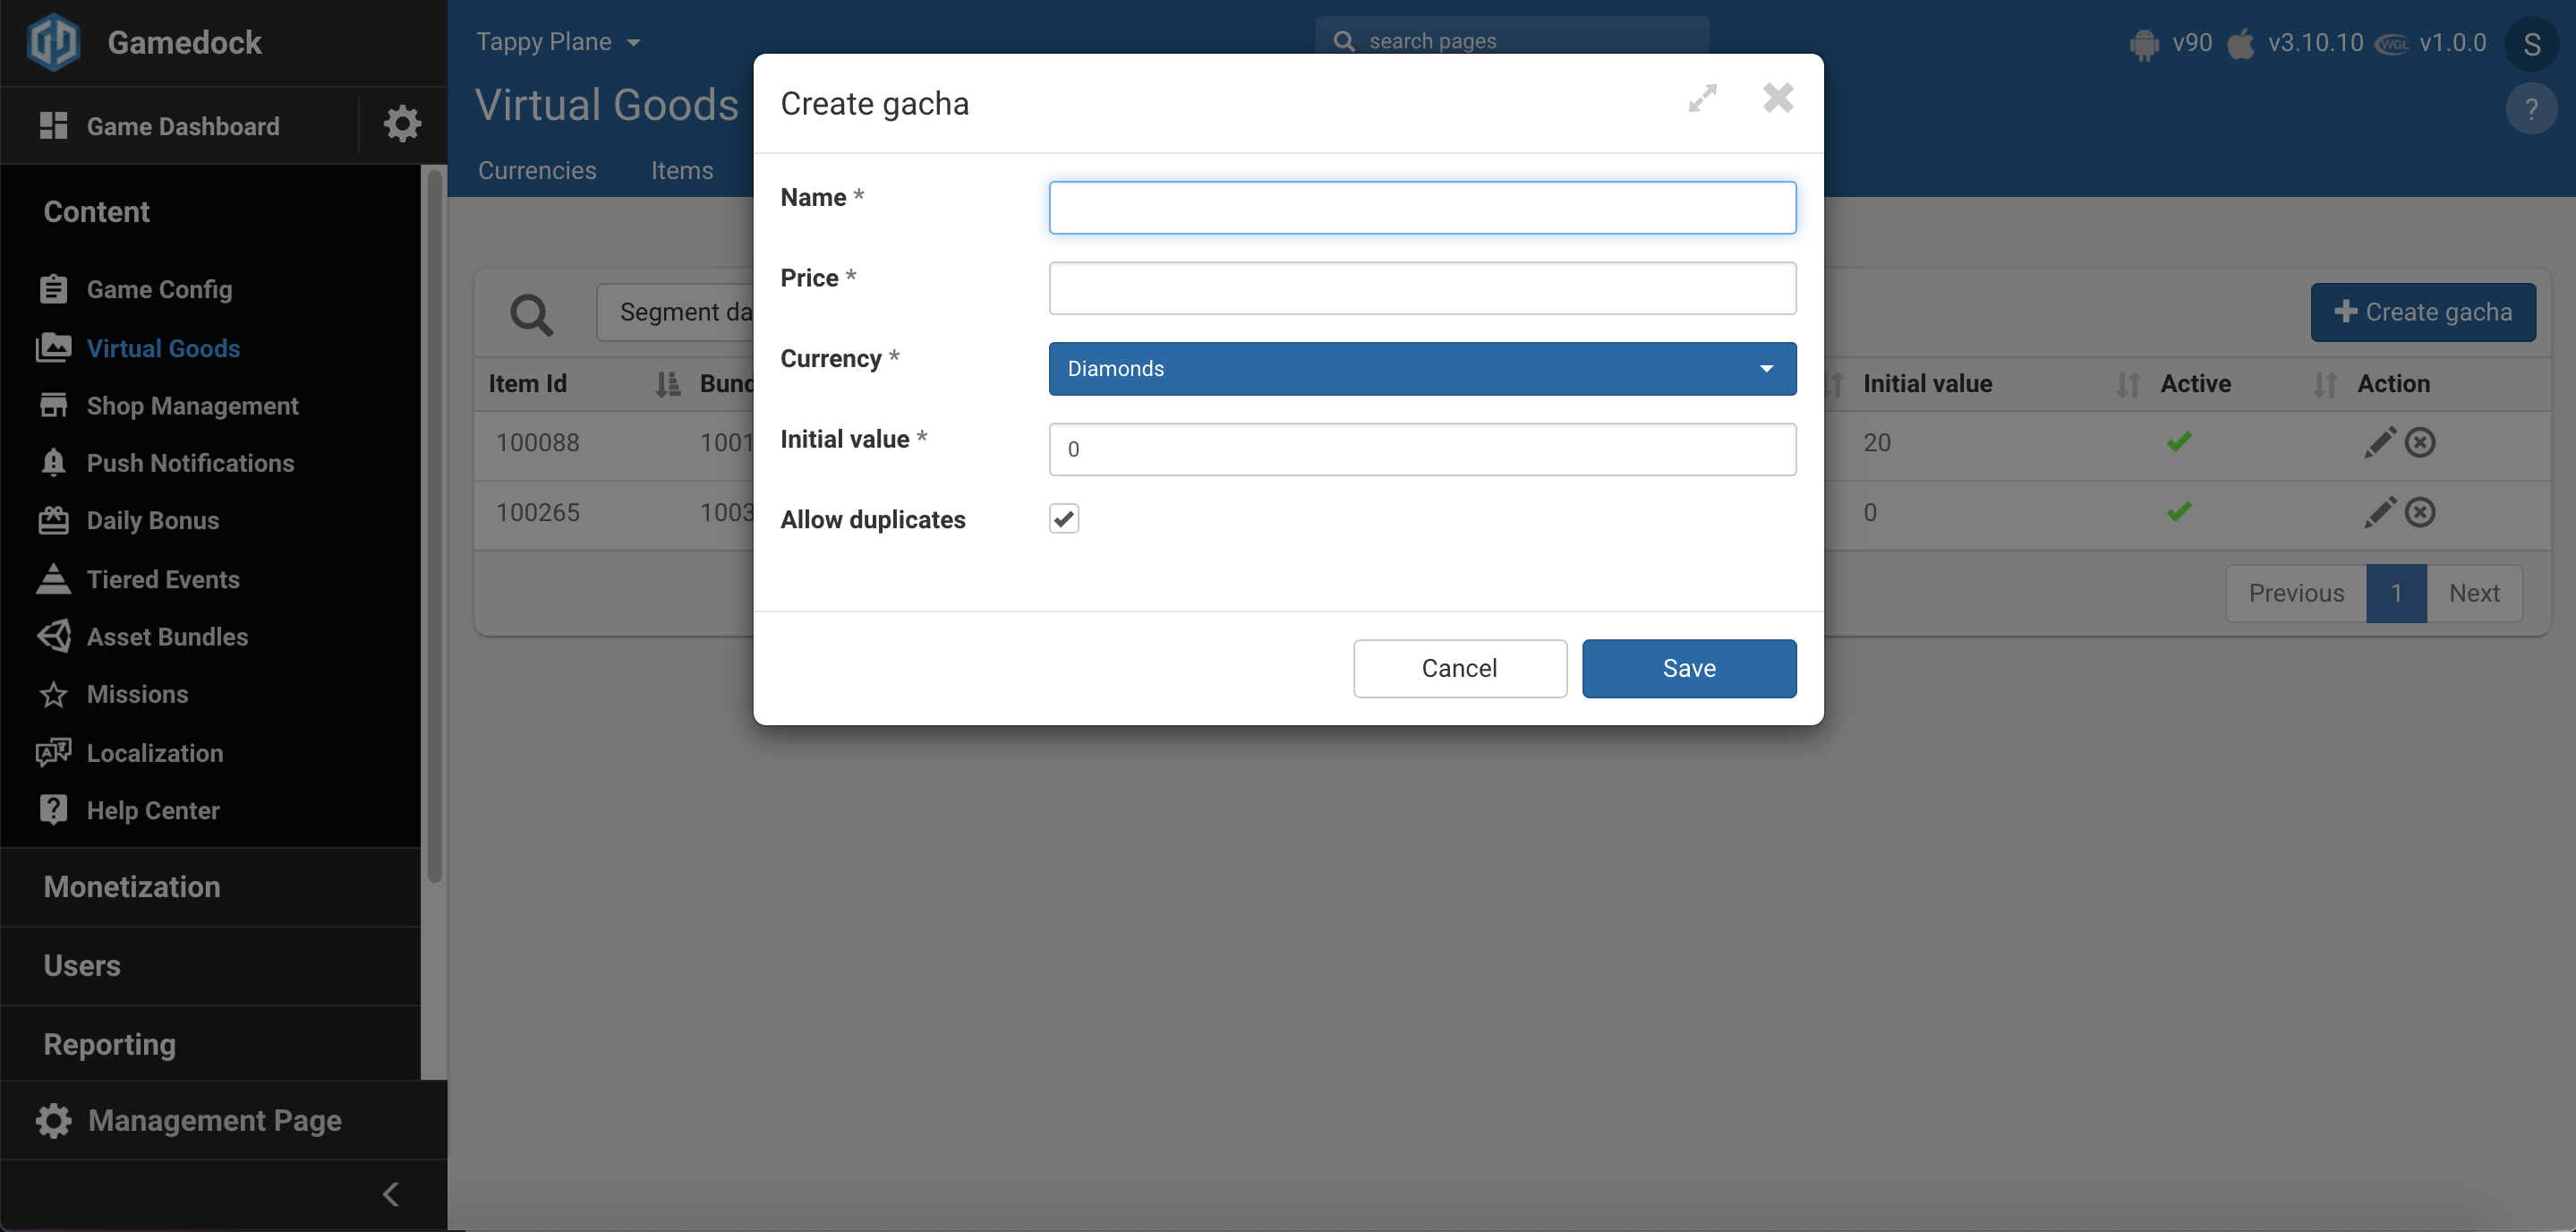 Gamedock
Game Dashboard
Content
Game Config
Virtual Goods
Shop Management
Push Notifications
Daily Bonus
Tiered Events
Asset Bundles
Missions
Localization
Help Center
Monetization
Users
Reporting
Management Page
Tappy Plane
search pages
v90 v3.10.10 WGL v1.0.0 S
Virtual Goods
?
Currencies Items
Segment da
Create gacha
Item Id Bund Initial value Active Action
100088 1001 20
100265 1003 0
Previous 1 Next
Create gacha
Name *
Price *
Currency * Diamonds
Initial value * 0
Allow duplicates
Cancel Save